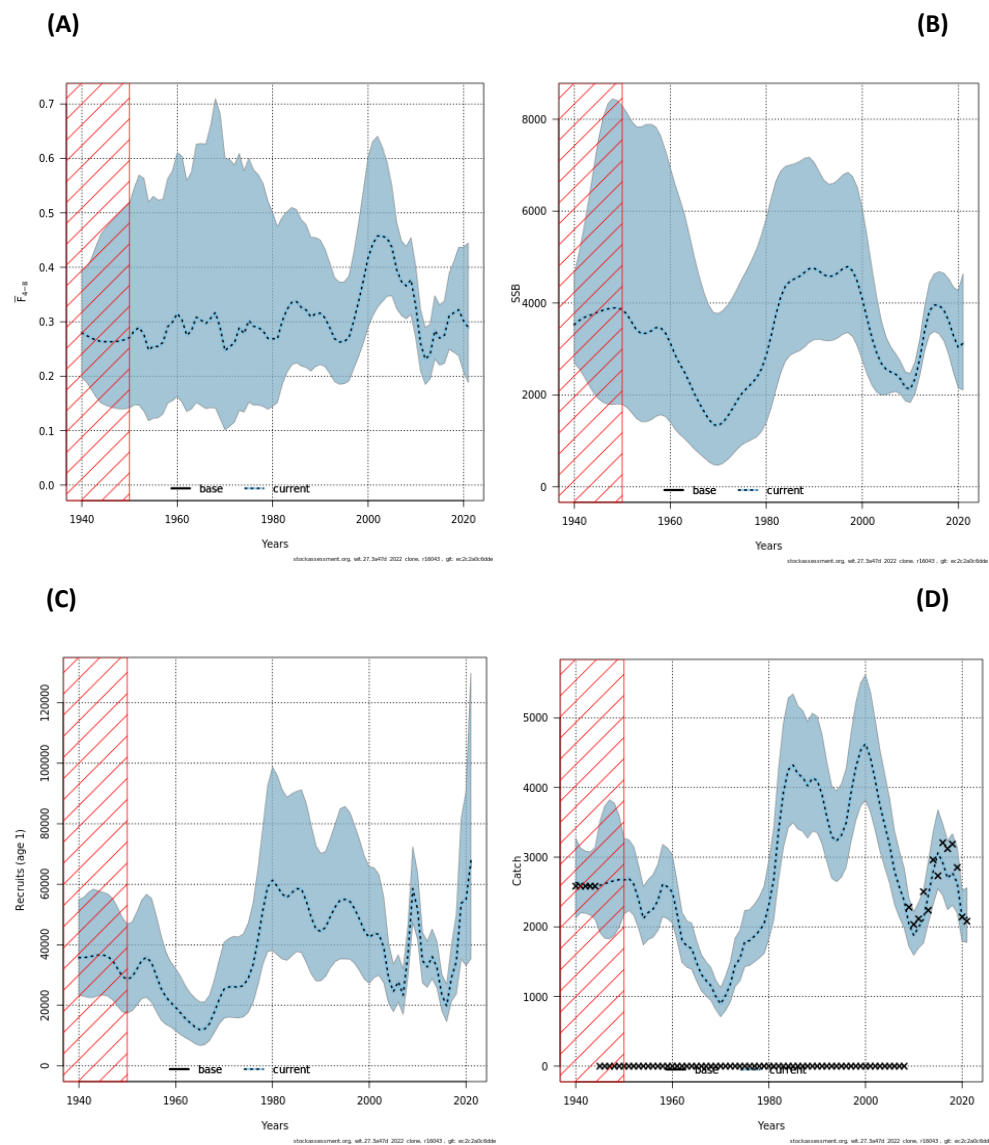 (A)
(B)
F̅4−8
0.7
0.6
0.5
0.4
0.3
0.2
0.1
0.0
base current
1940 1960 1980 2000 2020
Years
stockassessment.org, wit.27.3a47d_2022_clone, r16043 , git: ec2c2a0c6dde
SSB
8000
6000
4000
2000
0
base current
1940 1960 1980 2000 2020
Years
stockassessment.org, wit.27.3a47d_2022_clone, r16043 , git: ec2c2a0c6dde
(C)
(D)
Recruits (age 1)
120000
100000
80000
60000
40000
20000
0
base current
1940 1960 1980 2000 2020
Years
stockassessment.org, wit.27.3a47d_2022_clone, r16043 , git: ec2c2a0c6dde
Catch
5000
4000
3000
2000
1000
0
base current
1940 1960 1980 2000 2020
Years
stockassessment.org, wit.27.3a47d_2022_clone, r16043 , git: ec2c2a0c6dde